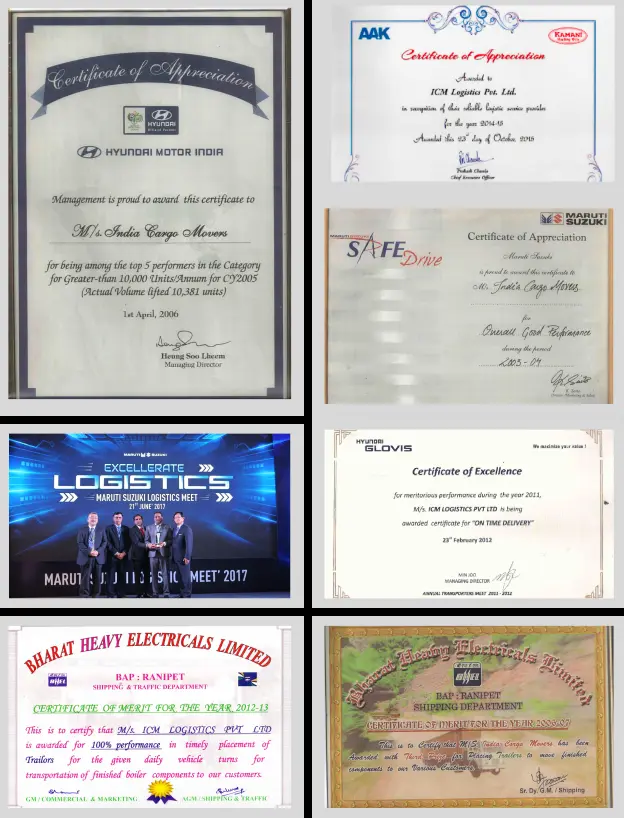 Certificate of Appreciation
HYUNDAI
HYUNDAI MOTOR INDIA
Management is proud to award this certificate to
M/s. India Cargo Movers
for being among the top 5 performers in the Category
for Greater-than 10,000 Units/Annum for CY2005
(Actual Volume lifted 10,381 units)
1st April, 2006
Heung Soo Lheem
Managing Director
AAK
KAMANI
Certificate of Appreciation
Awarded to
ICM Logistics Pvt. Ltd.
in recognition of their reliable logistic service provider
for the year 2014-15
Awarded this 23rd day of October 2015
Chief Executive Officer
MARUTI
SUZUKI
SAFE Drive
Certificate of Appreciation
Maruti Suzuki
is proud to award this certificate to
M/s. India Cargo Movers
for
Overall Good Performance
during the period
2003-04
MARUTI SUZUKI
EXCELLERATE
LOGISTICS
MARUTI SUZUKI LOGISTICS MEET
21ST JUNE' 2017
MEET' 2017
HYUNDAI
GLOVIS
We maximize your value !
Certificate of Excellence
for meritorious performance during the year 2011,
M/s. ICM LOGISTICS PVT LTD is being
awarded certificate for "ON TIME DELIVERY"
23rd February 2012
MIN JOO
MANAGING DIRECTOR
ANNUAL TRANSPORTERS MEET 2011 - 2012
BHARAT HEAVY ELECTRICALS LIMITED
BAP : RANIPET
SHIPPING & TRAFFIC DEPARTMENT
CERTIFICATE OF MERIT FOR THE YEAR 2012-13
This is to certify that M/s. ICM LOGISTICS PVT LTD
is awarded for 100% performance in timely placement of
Trailors for the given daily vehicle turns for
transportation of finished boiler components to our customers.
GM / COMMERCIAL & MARKETING
AGM / SHIPPING & TRAFFIC
Bharat Heavy Electricals Limited
BAP : RANIPET
SHIPPING DEPARTMENT
CERTIFICATE OF MERIT FOR THE YEAR 2006-07
This is to Certify that M/S. India Cargo Movers has been
Awarded with Third Prize for Placing Trailers to move finished
components to our Various Customers.
Sr. Dy. G.M. / Shipping